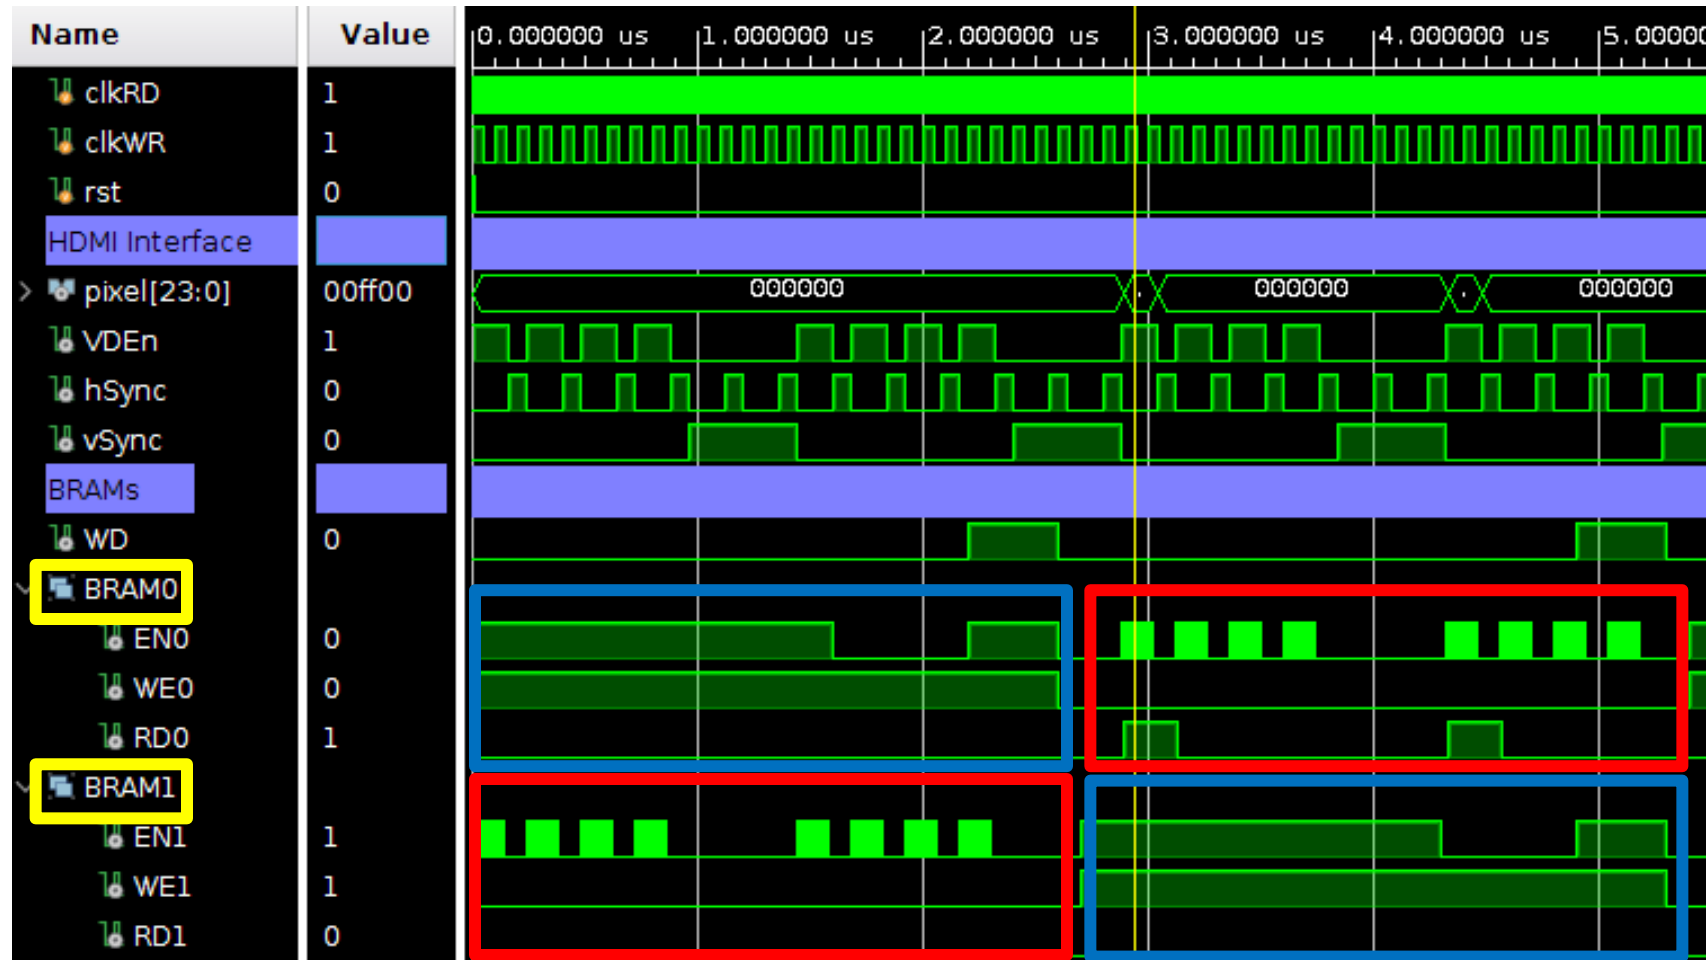 Name Value 0.000000 us 1.000000 us 2.000000 us 3.000000 us 4.000000 us 5.00000
clkRD 1
clkWR 1
rst 0
HDMI Interface
pixel[23:0] 00ff00 000000 . 000000 . 000000
VDEn 1
hSync 0
vSync 0
BRAMs
WD 0
BRAM0
EN0 0
WE0 0
RD0 1
BRAM1
EN1 1
WE1 1
RD1 0